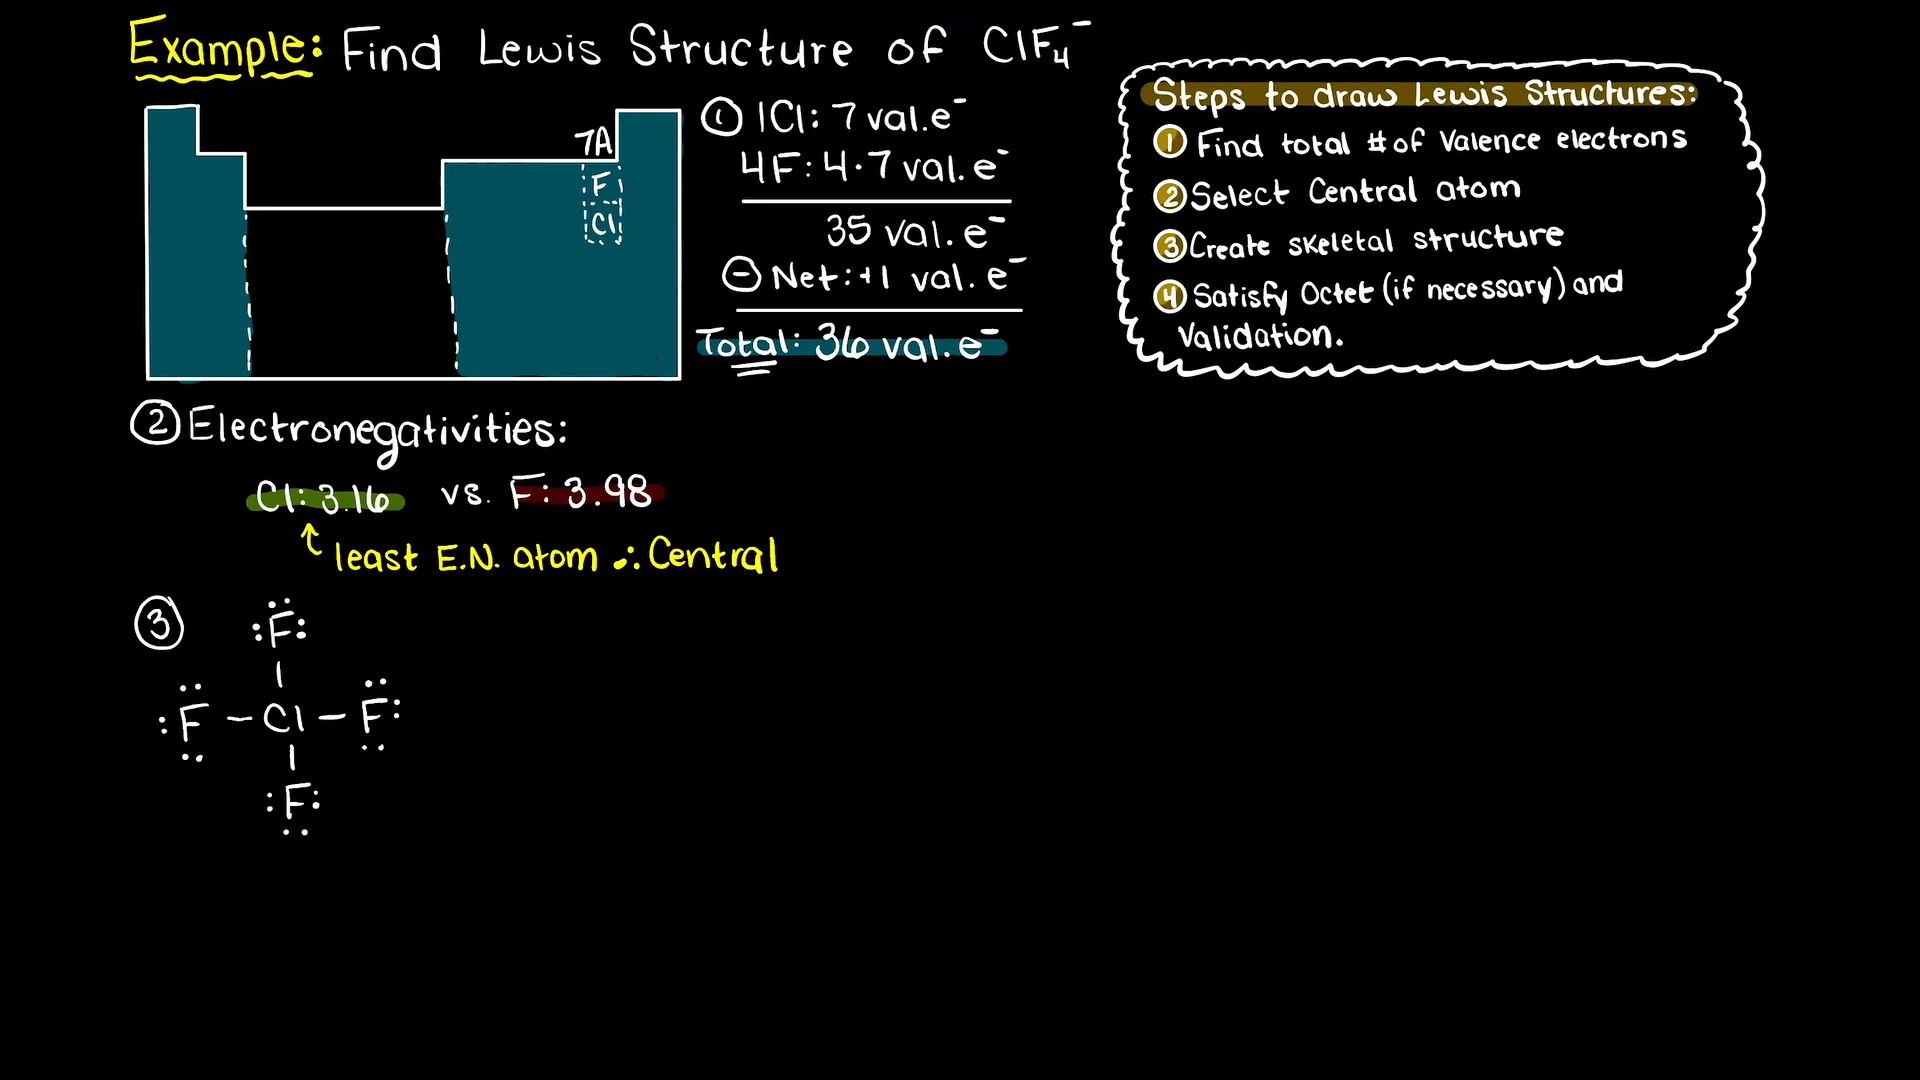 Example: Find Lewis Structure of ClF₄⁻
7A
F
Cl
① 1Cl: 7 val.e⁻
4F: 4·7 val.e⁻
35 val.e⁻
⊖ Net: +1 val.e⁻
Total: 36 val.e⁻
Steps to draw Lewis Structures:
① Find total # of Valence electrons
② Select Central atom
③ Create skeletal structure
④ Satisfy Octet (if necessary) and
Validation.
② Electronegativities:
Cl: 3.16 vs. F: 3.98
↑ least E.N. atom ∴ Central
③
:F:
|
:F – Cl – F:
|
:F: